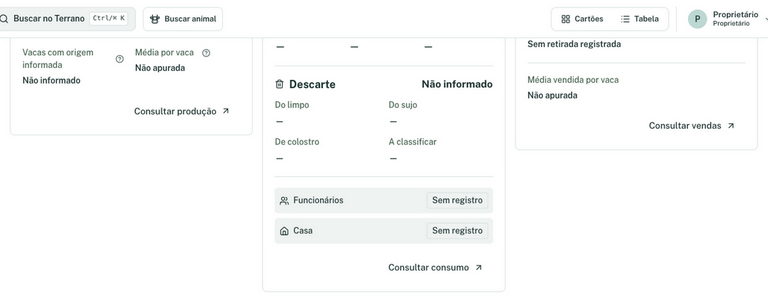 Buscar no Terrano Ctrl/⌘ K
Buscar animal
Cartões
Tabela
P
Proprietário
Proprietário
Vacas com origem
informada
Não informado
Média por vaca
Não apurada
Consultar produção
— — —
Descarte Não informado
Do limpo Do sujo
— —
De colostro A classificar
— —
Funcionários Sem registro
Casa Sem registro
Consultar consumo
Sem retirada registrada
Média vendida por vaca
Não apurada
Consultar vendas